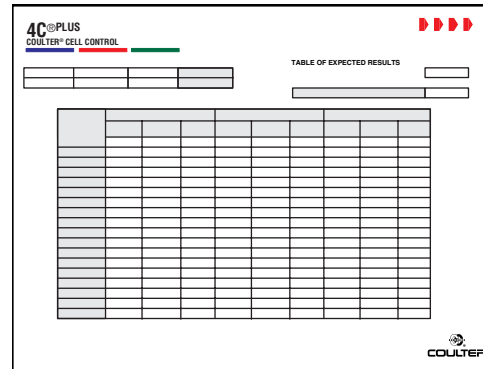 4C®PLUS
COULTER® CELL CONTROL
TABLE OF EXPECTED RESULTS
COULTER